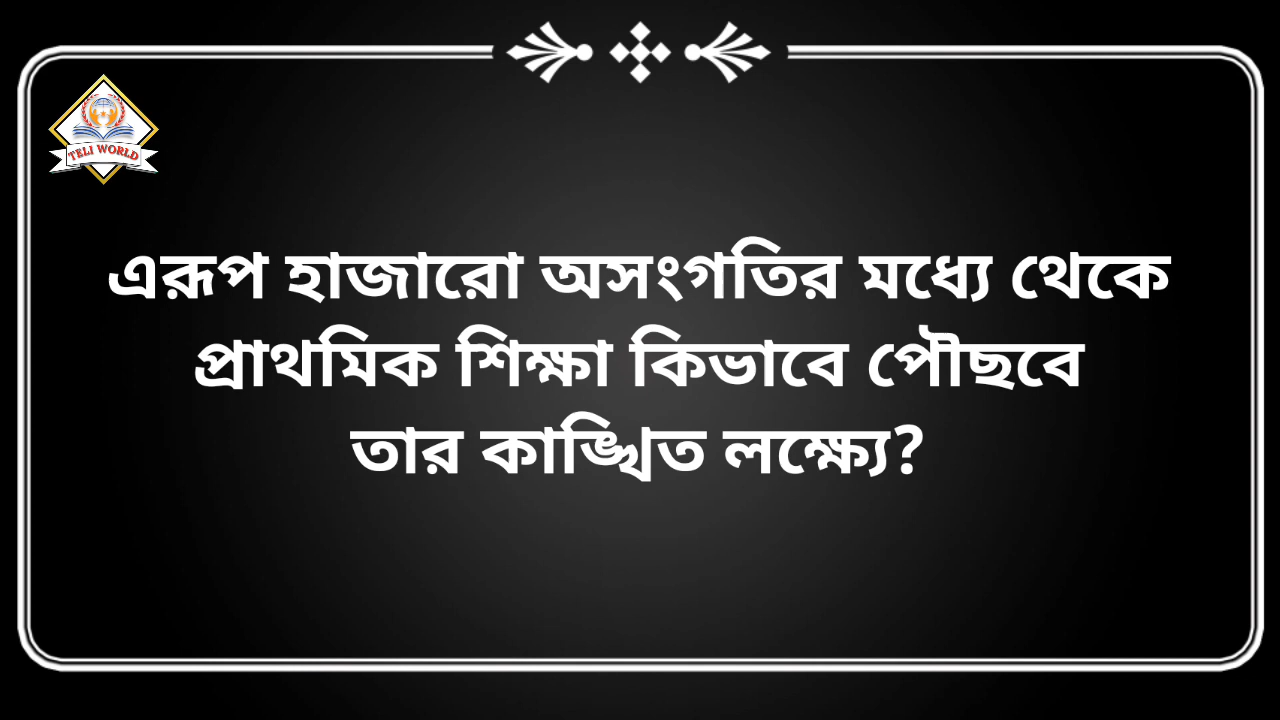 TELI WORLD
এরূপ হাজারো অসংগতির মধ্যে থেকে
প্রাথমিক শিক্ষা কিভাবে পৌছবে
তার কাঙ্খিত লক্ষ্যে?